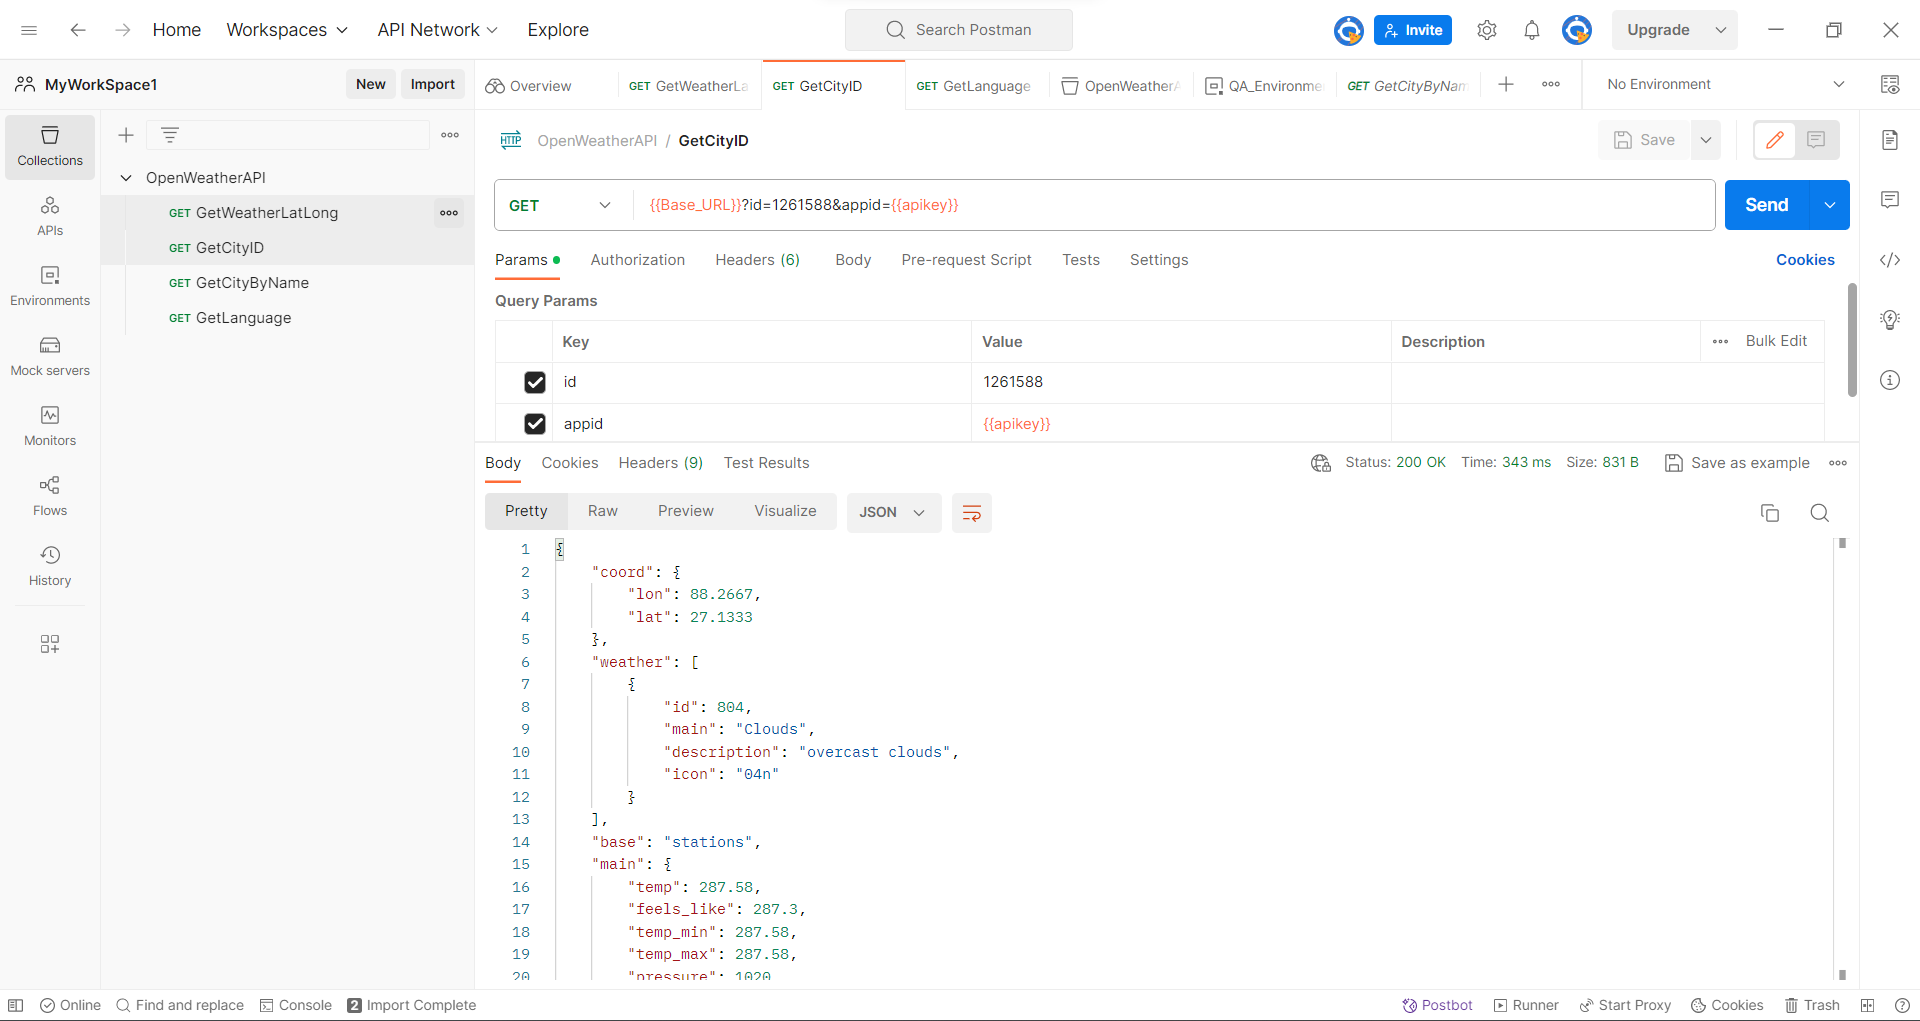 Home Workspaces API Network Explore Search Postman Invite Upgrade
MyWorkSpace1 New Import Overview GET GetWeatherLa GET GetCityID GET GetLanguage OpenWeatherA QA_Environme GET GetCityByNam No Environment
Collections
APIs
Environments
Mock servers
Monitors
Flows
History
OpenWeatherAPI
GET GetWeatherLatLong
GET GetCityID
GET GetCityByName
GET GetLanguage
HTTP OpenWeatherAPI / GetCityID Save
GET {{Base_URL}}?id=1261588&appid={{apikey}} Send
Params Authorization Headers (6) Body Pre-request Script Tests Settings Cookies
Query Params
Key Value Description Bulk Edit
id 1261588
appid {{apikey}}
Body Cookies Headers (9) Test Results Status: 200 OK Time: 343 ms Size: 831 B Save as example
Pretty Raw Preview Visualize JSON
1 {
2 "coord": {
3 "lon": 88.2667,
4 "lat": 27.1333
5 },
6 "weather": [
7 {
8 "id": 804,
9 "main": "Clouds",
10 "description": "overcast clouds",
11 "icon": "04n"
12 }
13 ],
14 "base": "stations",
15 "main": {
16 "temp": 287.58,
17 "feels_like": 287.3,
18 "temp_min": 287.58,
19 "temp_max": 287.58,
20 "pressure": 1020
Online Find and replace Console 2 Import Complete Postbot Runner Start Proxy Cookies Trash